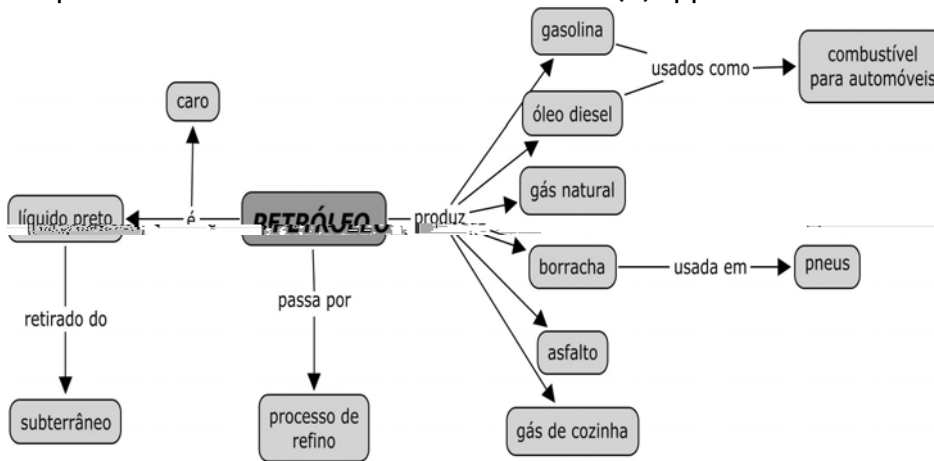 gasolina
usados como
combustível
para automóveis
caro
óleo diesel
gás natural
líquido preto
é
PETRÓLEO
produz
borracha
usada em
pneus
retirado do
passa por
asfalto
subterrâneo
processo de
refino
gás de cozinha